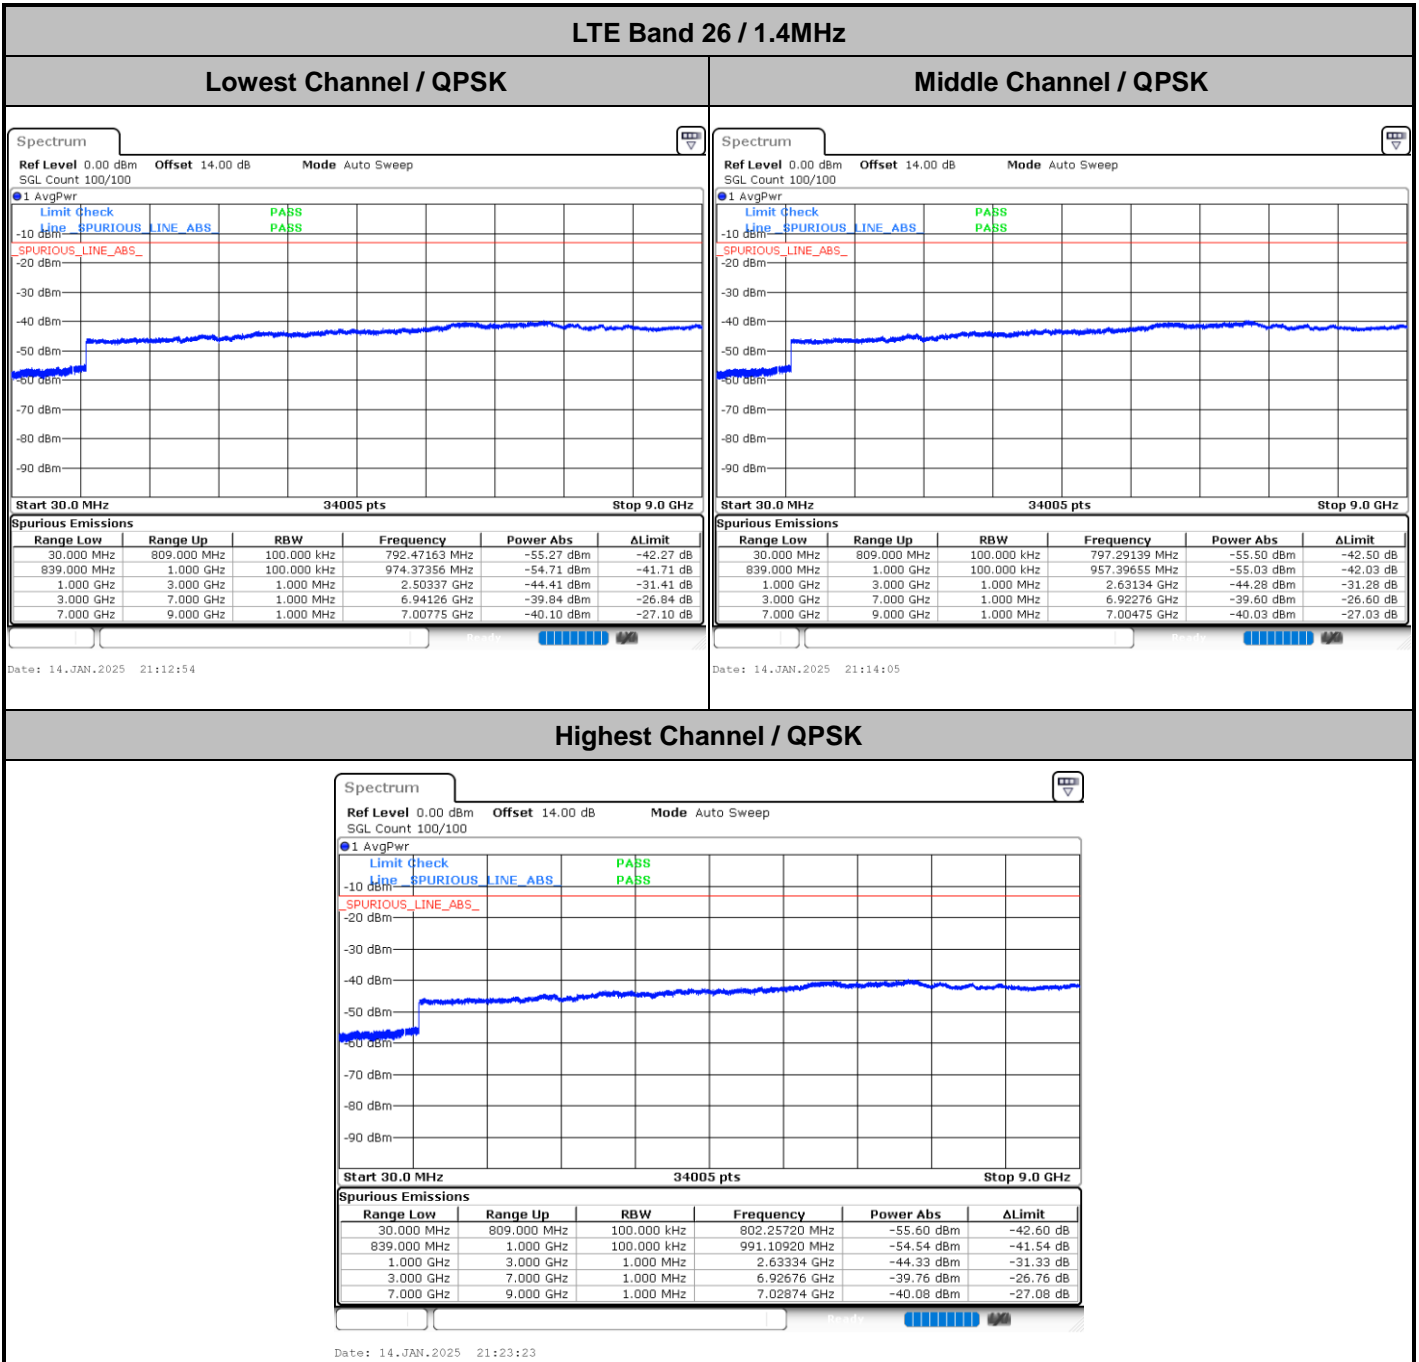 LTE Band 26 / 1.4MHz
Lowest Channel / QPSK
Spectrum
Ref Level 0.00 dBm Offset 14.00 dB Mode Auto Sweep
SGL Count 100/100
1 AvgPwr
Limit Check PASS
Line _SPURIOUS_LINE_ABS_ PASS
-10 dBm
_SPURIOUS_LINE_ABS_
-20 dBm
-30 dBm
-40 dBm
-50 dBm
-60 dBm
-70 dBm
-80 dBm
-90 dBm
Start 30.0 MHz 34005 pts Stop 9.0 GHz
Spurious Emissions
Range Low Range Up RBW Frequency Power Abs ΔLimit
30.000 MHz 809.000 MHz 100.000 kHz 792.47163 MHz -55.27 dBm -42.27 dB
839.000 MHz 1.000 GHz 100.000 kHz 974.37356 MHz -54.71 dBm -41.71 dB
1.000 GHz 3.000 GHz 1.000 MHz 2.50337 GHz -44.41 dBm -31.41 dB
3.000 GHz 7.000 GHz 1.000 MHz 6.94126 GHz -39.84 dBm -26.84 dB
7.000 GHz 9.000 GHz 1.000 MHz 7.00775 GHz -40.10 dBm -27.10 dB
Ready
Date: 14.JAN.2025 21:12:54
Middle Channel / QPSK
Spectrum
Ref Level 0.00 dBm Offset 14.00 dB Mode Auto Sweep
SGL Count 100/100
1 AvgPwr
Limit Check PASS
Line _SPURIOUS_LINE_ABS_ PASS
-10 dBm
_SPURIOUS_LINE_ABS_
-20 dBm
-30 dBm
-40 dBm
-50 dBm
-60 dBm
-70 dBm
-80 dBm
-90 dBm
Start 30.0 MHz 34005 pts Stop 9.0 GHz
Spurious Emissions
Range Low Range Up RBW Frequency Power Abs ΔLimit
30.000 MHz 809.000 MHz 100.000 kHz 797.29139 MHz -55.50 dBm -42.50 dB
839.000 MHz 1.000 GHz 100.000 kHz 957.39655 MHz -55.03 dBm -42.03 dB
1.000 GHz 3.000 GHz 1.000 MHz 2.63134 GHz -44.28 dBm -31.28 dB
3.000 GHz 7.000 GHz 1.000 MHz 6.92276 GHz -39.60 dBm -26.60 dB
7.000 GHz 9.000 GHz 1.000 MHz 7.00475 GHz -40.03 dBm -27.03 dB
Ready
Date: 14.JAN.2025 21:14:05
Highest Channel / QPSK
Spectrum
Ref Level 0.00 dBm Offset 14.00 dB Mode Auto Sweep
SGL Count 100/100
1 AvgPwr
Limit Check PASS
Line _SPURIOUS_LINE_ABS_ PASS
-10 dBm
_SPURIOUS_LINE_ABS_
-20 dBm
-30 dBm
-40 dBm
-50 dBm
-60 dBm
-70 dBm
-80 dBm
-90 dBm
Start 30.0 MHz 34005 pts Stop 9.0 GHz
Spurious Emissions
Range Low Range Up RBW Frequency Power Abs ΔLimit
30.000 MHz 809.000 MHz 100.000 kHz 802.25720 MHz -55.60 dBm -42.60 dB
839.000 MHz 1.000 GHz 100.000 kHz 991.10920 MHz -54.54 dBm -41.54 dB
1.000 GHz 3.000 GHz 1.000 MHz 2.63334 GHz -44.33 dBm -31.33 dB
3.000 GHz 7.000 GHz 1.000 MHz 6.92676 GHz -39.76 dBm -26.76 dB
7.000 GHz 9.000 GHz 1.000 MHz 7.02874 GHz -40.08 dBm -27.08 dB
Ready
Date: 14.JAN.2025 21:23:23